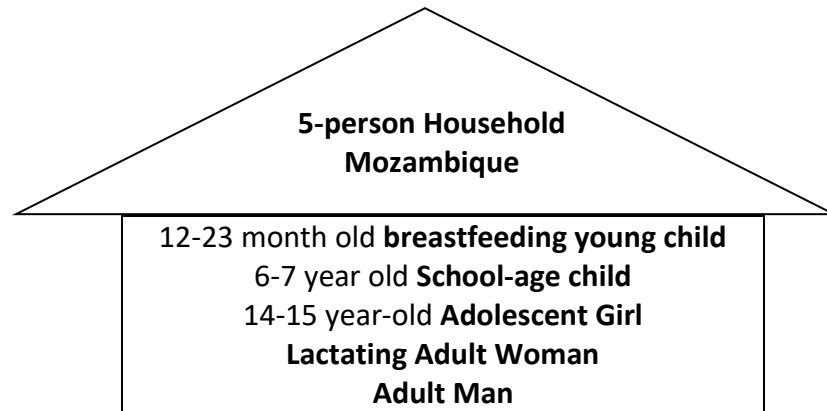 5-person Household
Mozambique
12-23 month old breastfeeding young child
6-7 year old School-age child
14-15 year-old Adolescent Girl
Lactating Adult Woman
Adult Man